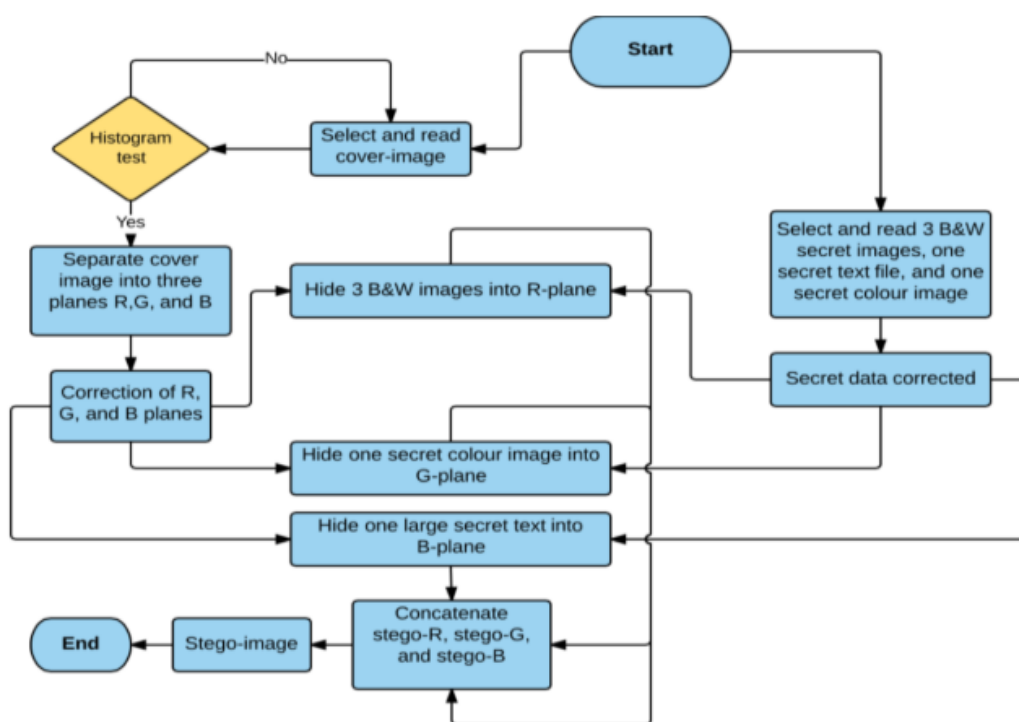 Start
No
Histogram
test
Select and read
cover-image
Yes
Separate cover
image into three
planes R,G, and B
Select and read 3 B&W
secret images, one
secret text file, and one
secret colour image
Hide 3 B&W images into R-plane
Correction of R,
G, and B planes
Secret data corrected
Hide one secret colour image into
G-plane
Hide one large secret text into
B-plane
Concatenate
stego-R, stego-G,
and stego-B
Stego-image
End